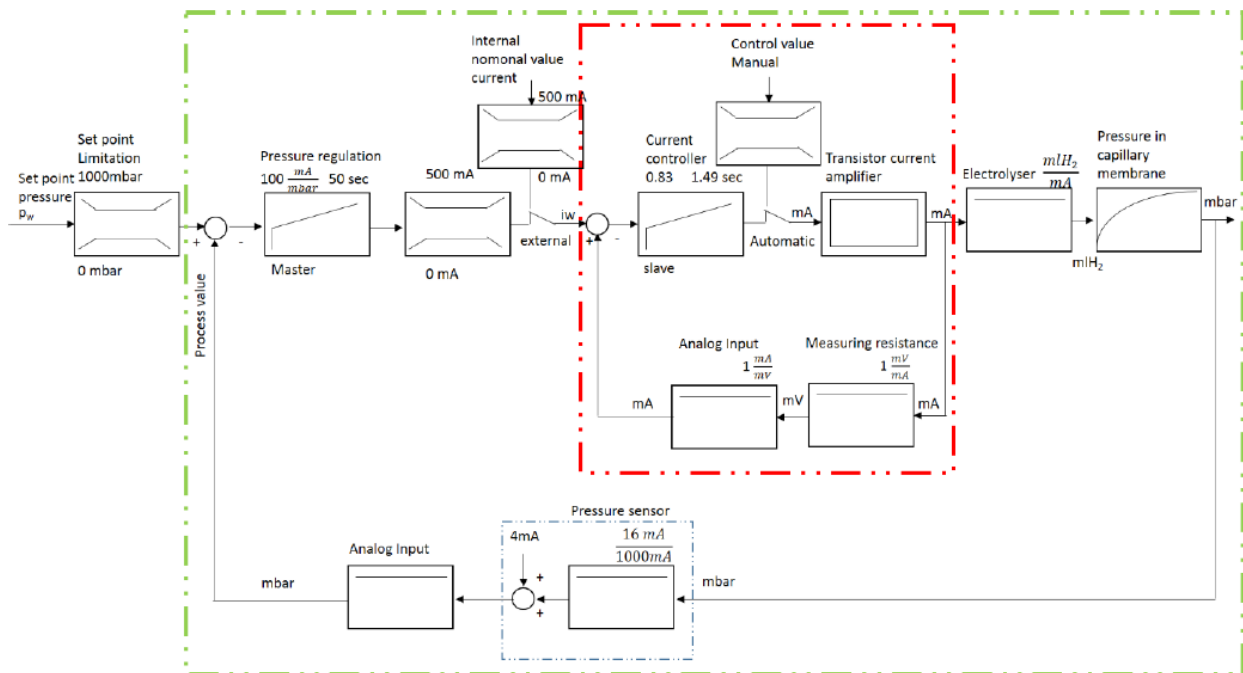 Internal
nomonal value
current
500 mA
0 mA
Control value
Manual
Set point
Limitation
1000mbar
0 mbar
Set point
pressure
p_w
+
-
Pressure regulation
100 mA/mbar 50 sec
Master
500 mA
0 mA
iw
external
+
-
Current
controller
0.83 1.49 sec
slave
mA
Automatic
Transistor current
amplifier
mA
Electrolyser mlH₂/mA
mlH₂
Pressure in
capillary
membrane
mbar
Process value
Analog Input
1 mA/mv
Measuring resistance
1 mV/mA
mA
mV
mA
Pressure sensor
4mA
16 mA/1000mA
+
+
mbar
Analog Input
mbar